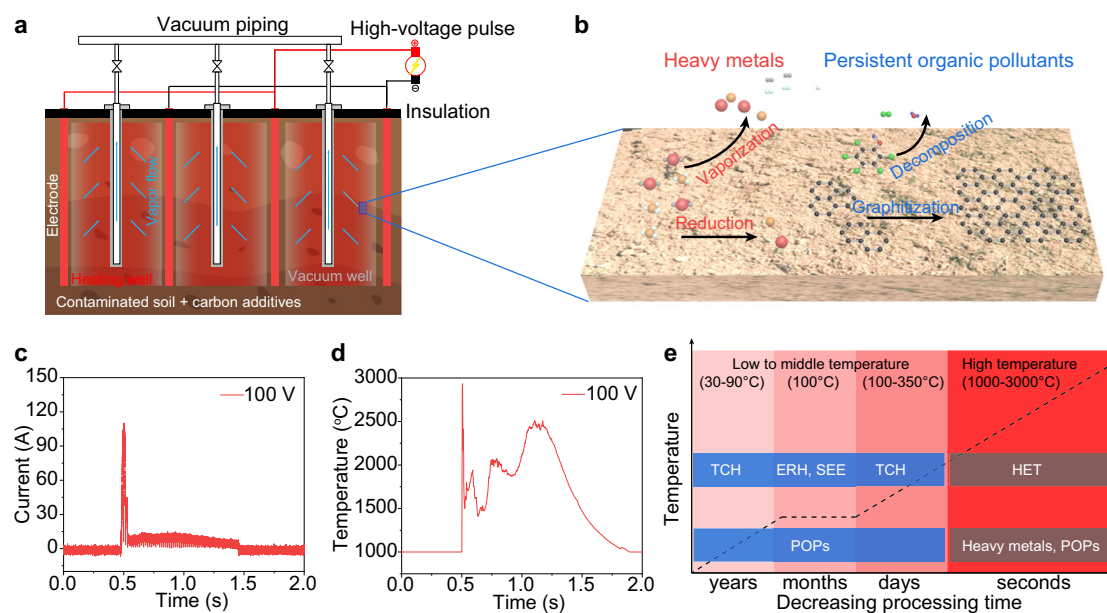 a
Vacuum piping
High-voltage pulse
⊕
⊖
Insulation
Electrode
Vapor flow
Heating well
Vacuum well
Contaminated soil + carbon additives
b
Heavy metals
Persistent organic pollutants
Vaporization
Decomposition
Reduction
Graphitization
c
150
120
90
60
30
0
Current (A)
100 V
0.0 0.5 1.0 1.5 2.0
Time (s)
d
3000
2500
2000
1500
1000
Temperature (°C)
100 V
0.0 0.5 1.0 1.5 2.0
Time (s)
e
Low to middle temperature
High temperature
(30-90°C) (100°C) (100-350°C) (1000-3000°C)
Temperature
TCH ERH, SEE TCH HET
POPs Heavy metals, POPs
years months days seconds
Decreasing processing time